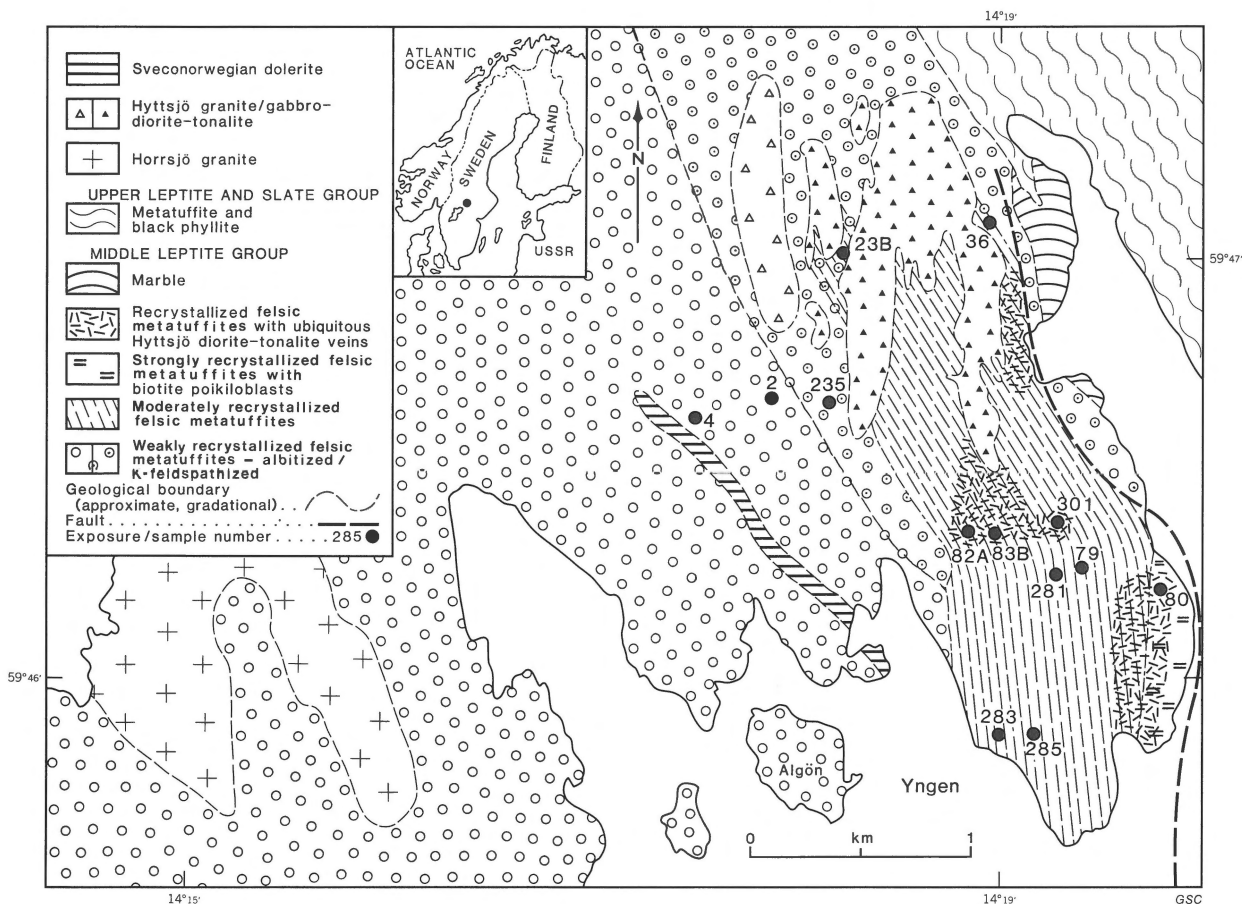 14°19'
Sveconorwegian dolerite
Hyttsjö granite/gabbro-
diorite-tonalite
Horrsjö granite
UPPER LEPTITE AND SLATE GROUP
Metatuffite and
black phyllite
MIDDLE LEPTITE GROUP
Marble
Recrystallized felsic
metatuffites with ubiquitous
Hyttsjö diorite-tonalite veins
Strongly recrystallized felsic
metatuffites with
biotite poikiloblasts
Moderately recrystallized
felsic metatuffites
Weakly recrystallized felsic
metatuffites - albitized/
K-feldspathized
Geological boundary
(approximate, gradational)..
Fault............
Exposure/sample number .....285
ATLANTIC
OCEAN
NORWAY
SWEDEN
FINLAND
USSR
N
36
23B
59°47'
2
235
4
301
82A
83B
79
281
80
59°46'
283
285
Algön
Yngen
0 km 1
14°15'
14°19'
GSC